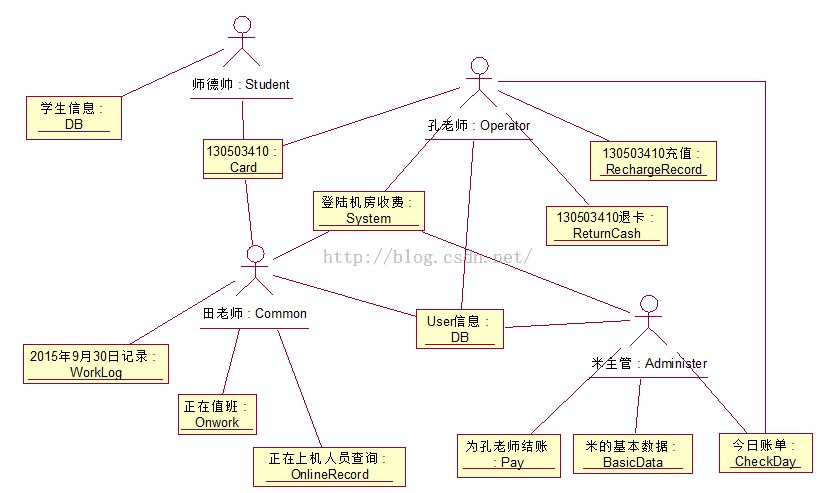 师德帅 : Student
学生信息 :
DB
孔老师 : Operator
130503410 :
Card
130503410充值 :
RechargeRecord
登陆机房收费 :
System
130503410退卡 :
ReturnCash
http://blog.csdn.net/
田老师 : Common
User信息 :
DB
2015年9月30日记录 :
WorkLog
米主管 : Administer
正在值班 :
Onwork
正在上机人员查询 :
OnlineRecord
为孔老师结账
: Pay
米的基本数据 :
BasicData
今日账单 :
CheckDay